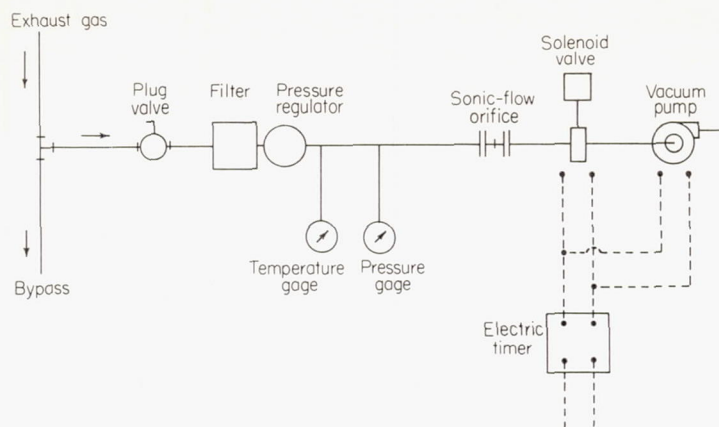 Exhaust gas
Plug
valve
Filter
Pressure
regulator
Sonic-flow
orifice
Solenoid
valve
Vacuum
pump
Temperature
gage
Pressure
gage
Bypass
Electric
timer